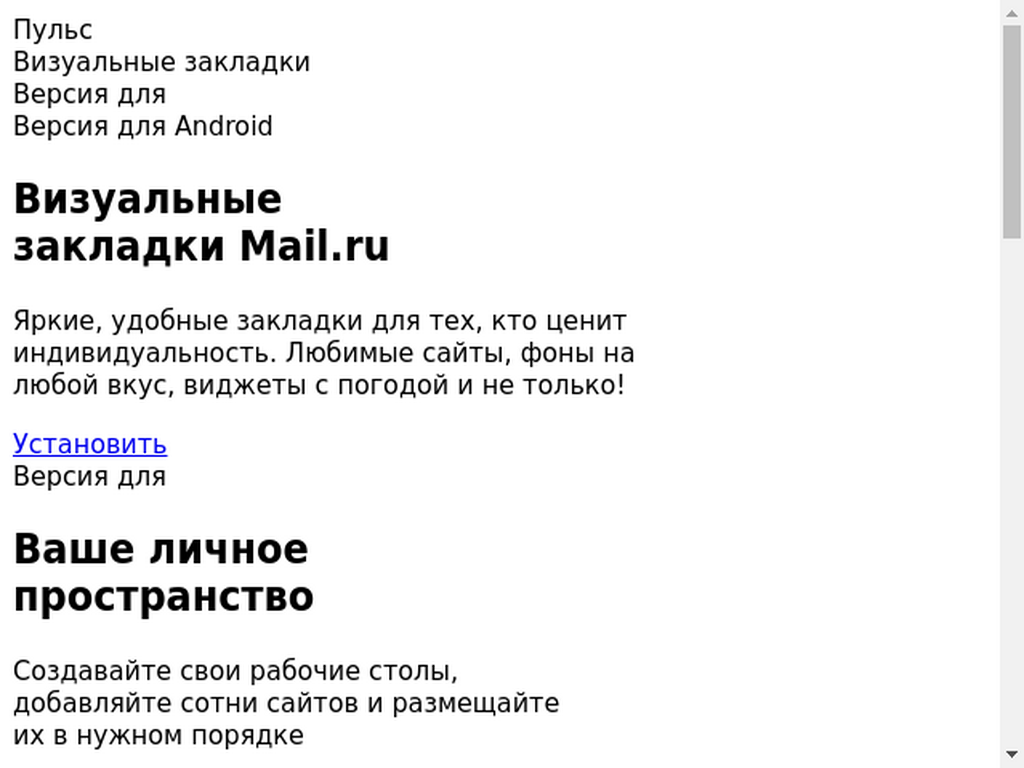 Пульс
Визуальные закладки
Версия для
Версия для Android
Визуальные
закладки Mail.ru
Яркие, удобные закладки для тех, кто ценит
индивидуальность. Любимые сайты, фоны на
любой вкус, виджеты с погодой и не только!
Установить
Версия для
Ваше личное
пространство
Создавайте свои рабочие столы,
добавляйте сотни сайтов и размещайте
их в нужном порядке